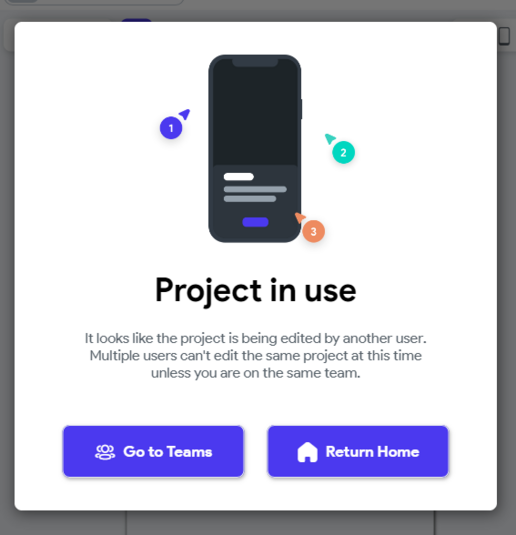 1
2
3
Project in use
It looks like the project is being edited by another user.
Multiple users can't edit the same project at this time
unless you are on the same team.
Go to Teams
Return Home